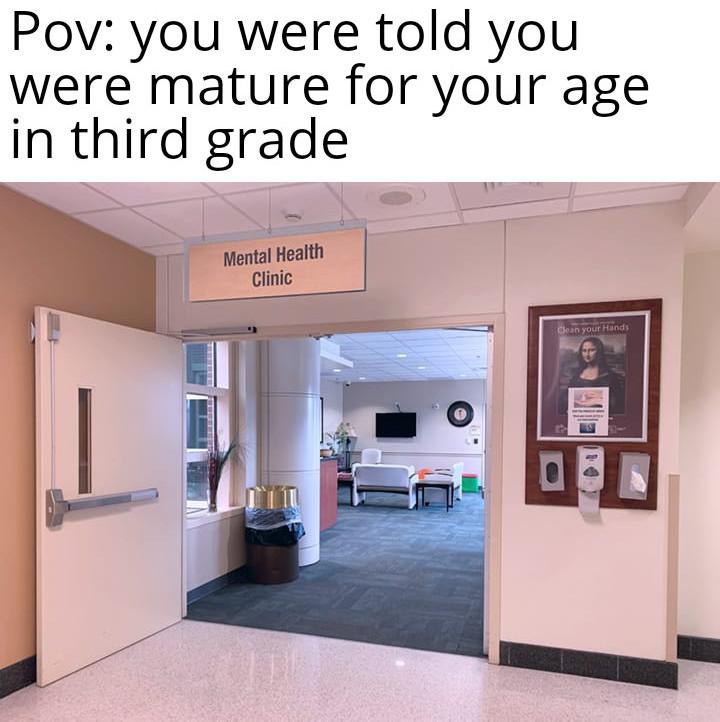 Pov: you were told you
were mature for your age
in third grade
Mental Health
Clinic
Clean your Hands